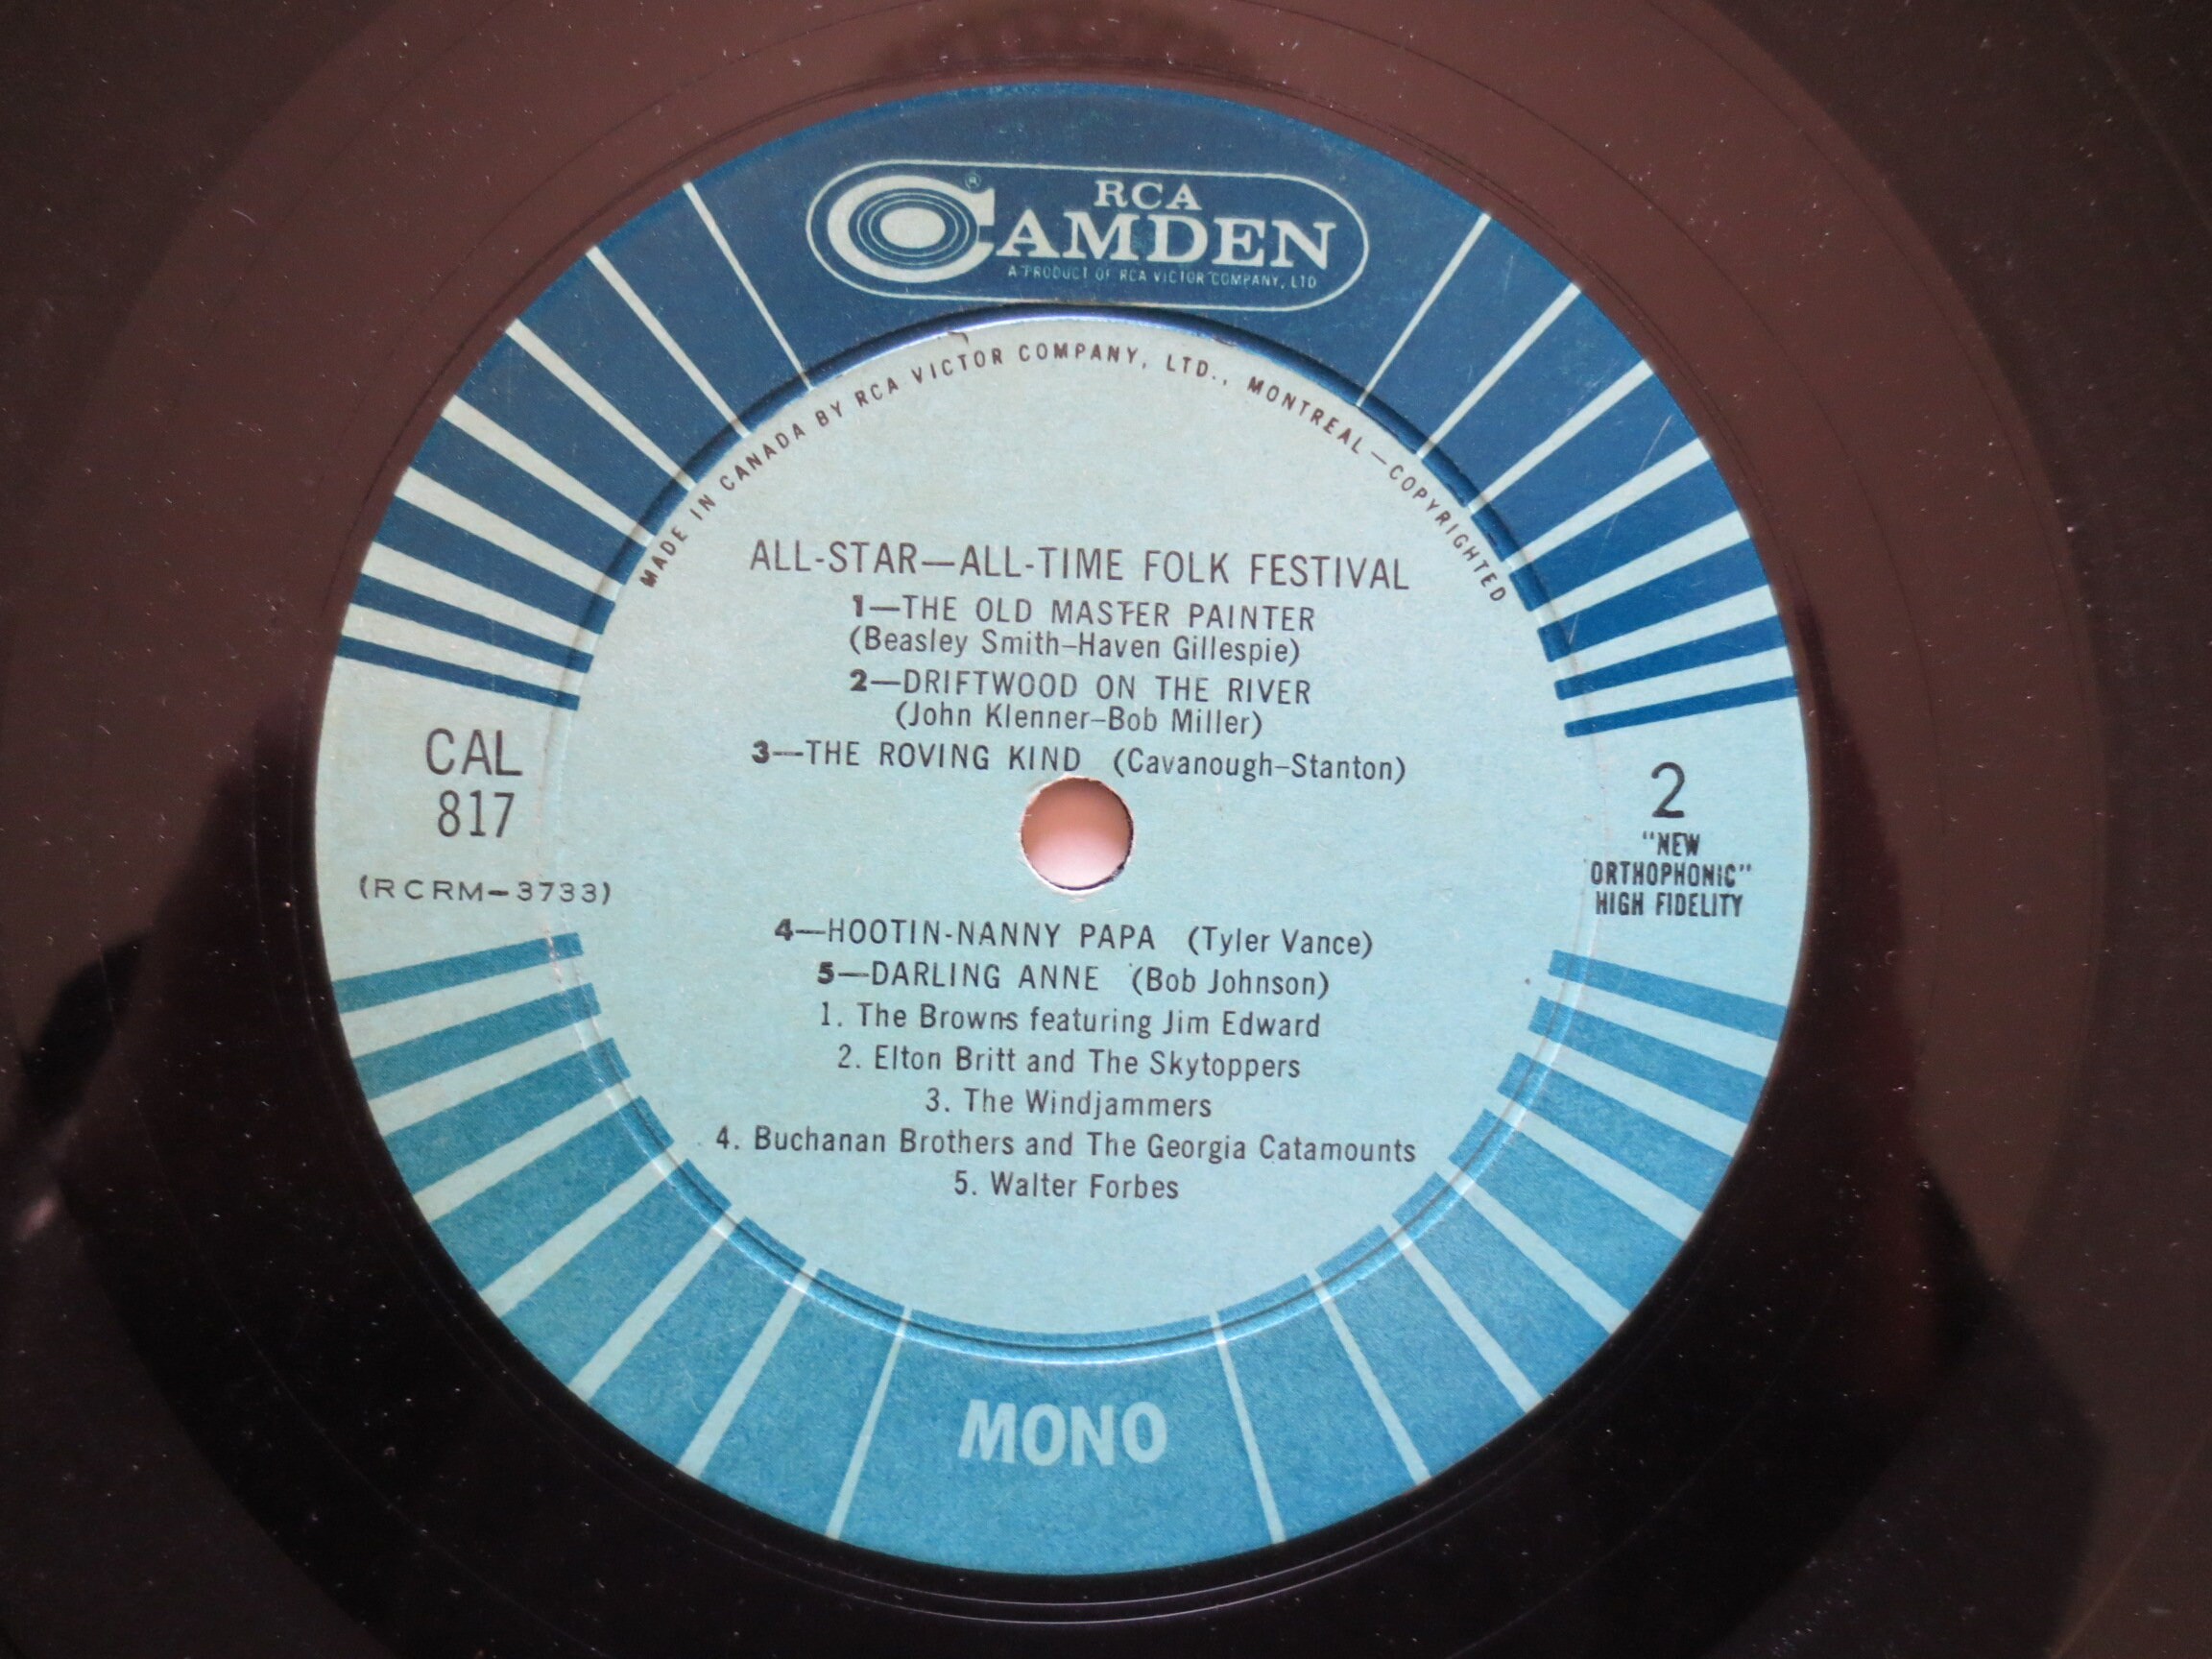 RCA
CAMDEN®
A PRODUCT OF RCA VICTOR COMPANY, LTD
MADE IN CANADA BY RCA VICTOR COMPANY, LTD., MONTREAL—COPYRIGHTED
ALL-STAR—ALL-TIME FOLK FESTIVAL
1—THE OLD MASTER PAINTER
(Beasley Smith–Haven Gillespie)
2—DRIFTWOOD ON THE RIVER
(John Klenner–Bob Miller)
3—THE ROVING KIND (Cavanough–Stanton)
CAL
817
(RCRM-3733)
2
"NEW
ORTHOPHONIC"
HIGH FIDELITY
4—HOOTIN-NANNY PAPA (Tyler Vance)
5—DARLING ANNE (Bob Johnson)
1. The Browns featuring Jim Edward
2. Elton Britt and The Skytoppers
3. The Windjammers
4. Buchanan Brothers and The Georgia Catamounts
5. Walter Forbes
MONO